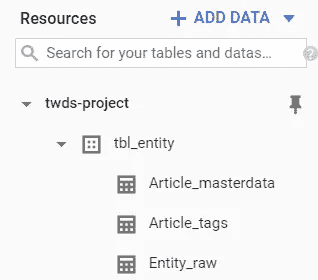 Resources
+ ADD DATA
Search for your tables and datas…
twds-project
tbl_entity
Article_masterdata
Article_tags
Entity_raw